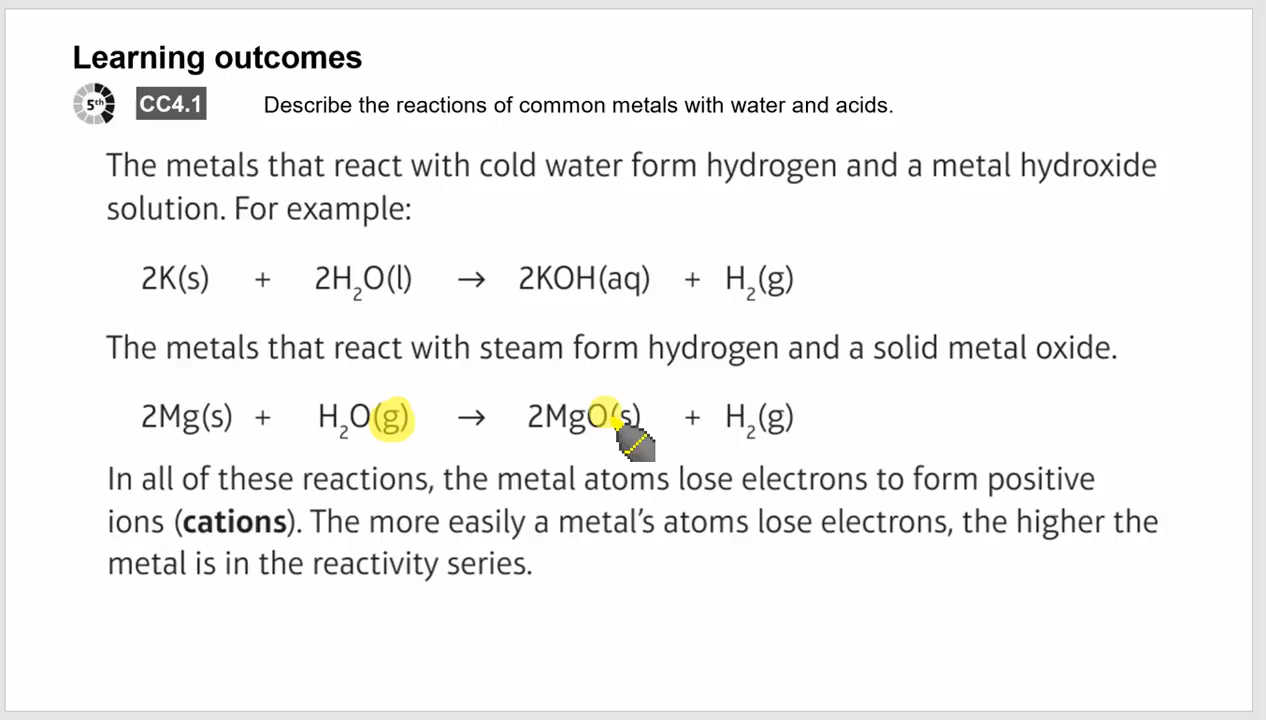 Learning outcomes
5th CC4.1 Describe the reactions of common metals with water and acids.
The metals that react with cold water form hydrogen and a metal hydroxide
solution. For example:
2K(s) + 2H₂O(l) → 2KOH(aq) + H₂(g)
The metals that react with steam form hydrogen and a solid metal oxide.
2Mg(s) + H₂O(g) → 2MgO(s) + H₂(g)
In all of these reactions, the metal atoms lose electrons to form positive
ions (cations). The more easily a metal’s atoms lose electrons, the higher the
metal is in the reactivity series.